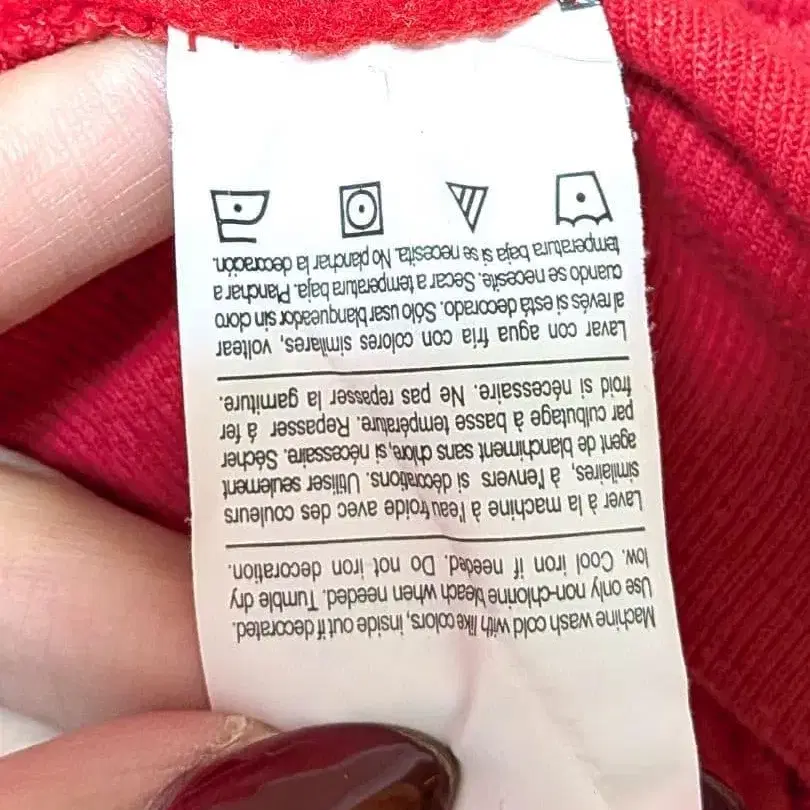 Machine wash cold with like colors, inside out if decorated.
Use only non-chlorine bleach when needed. Tumble dry
low. Cool iron if needed. Do not iron decoration.
Laver à la machine à l'eau froide avec des couleurs
similaires, à l'envers si décorations. Utiliser seulement
agent de blanchiment sans chlore, si nécessaire. Sécher
par culbutage à basse température. Repasser à fer
froid si nécessaire. Ne pas repasser la garniture.
Lavar con agua fría con colores similares, voltear
al revés si está decorado. Sólo usar blanqueador sin cloro
cuando se necesite. Secar a temperatura baja. Planchar a
temperatura baja si se necesita. No planchar la decoración.